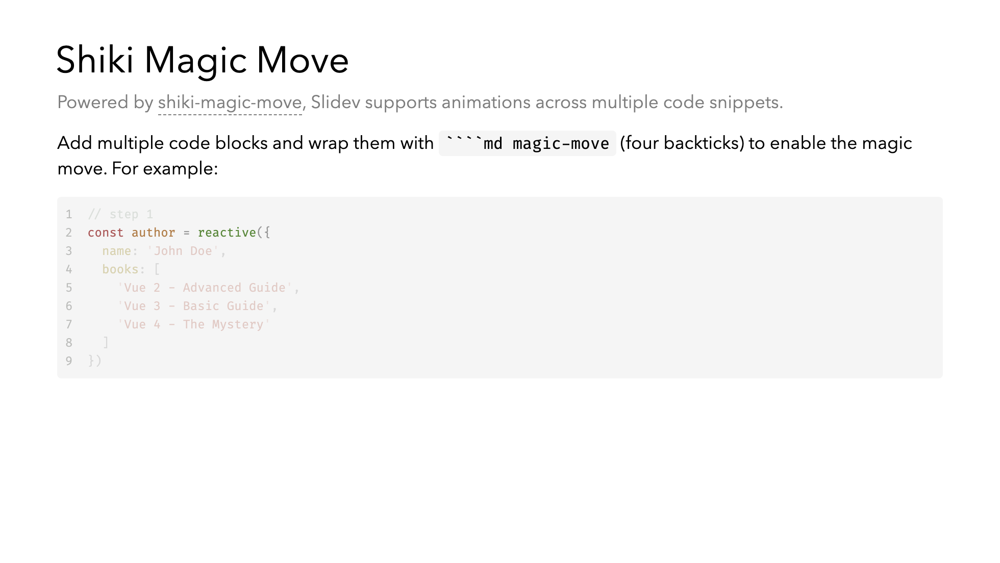 Shiki Magic Move
Powered by shiki-magic-move, Slidev supports animations across multiple code snippets.
Add multiple code blocks and wrap them with ````md magic-move (four backticks) to enable the magic
move. For example:
1 // step 1
2 const author = reactive({
3   name: 'John Doe',
4   books: [
5     'Vue 2 - Advanced Guide',
6     'Vue 3 - Basic Guide',
7     'Vue 4 - The Mystery'
8   ]
9 })